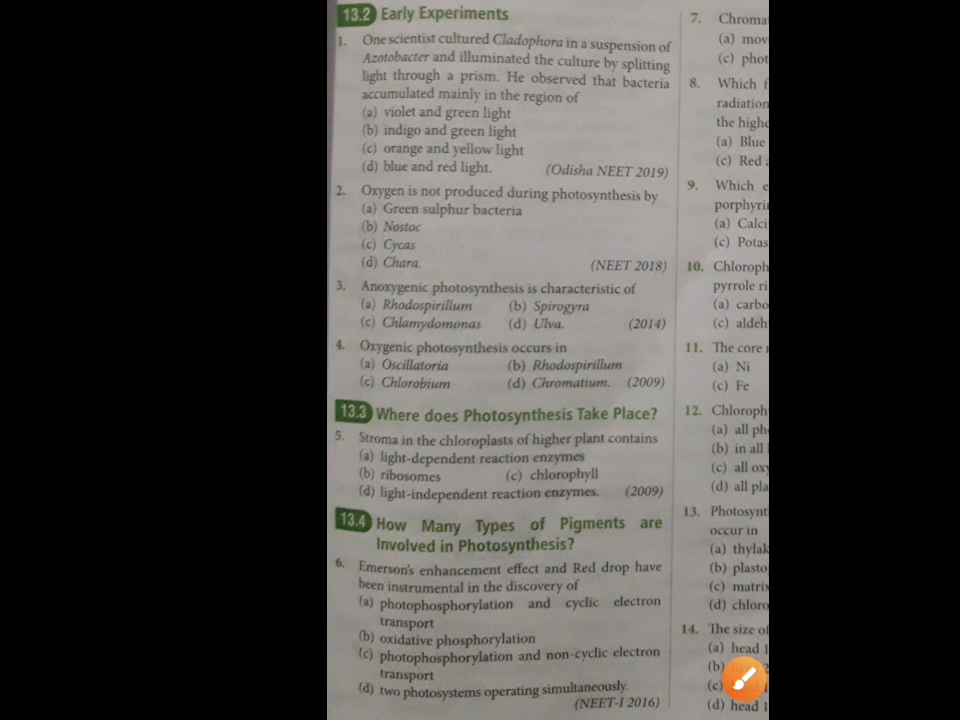 13.2 Early Experiments
1. One scientist cultured Cladophora in a suspension of
Azotobacter and illuminated the culture by splitting
light through a prism. He observed that bacteria
accumulated mainly in the region of
(a) violet and green light
(b) indigo and green light
(c) orange and yellow light
(d) blue and red light. (Odisha NEET 2019)
2. Oxygen is not produced during photosynthesis by
(a) Green sulphur bacteria
(b) Nostoc
(c) Cycas
(d) Chara. (NEET 2018)
3. Anoxygenic photosynthesis is characteristic of
(a) Rhodospirillum (b) Spirogyra
(c) Chlamydomonas (d) Ulva. (2014)
4. Oxygenic photosynthesis occurs in
(a) Oscillatoria (b) Rhodospirillum
(c) Chlorobium (d) Chromatium. (2009)
13.3 Where does Photosynthesis Take Place?
5. Stroma in the chloroplasts of higher plant contains
(a) light-dependent reaction enzymes
(b) ribosomes (c) chlorophyll
(d) light-independent reaction enzymes. (2009)
13.4 How Many Types of Pigments are
Involved in Photosynthesis?
6. Emerson's enhancement effect and Red drop have
been instrumental in the discovery of
(a) photophosphorylation and cyclic electron
transport
(b) oxidative phosphorylation
(c) photophosphorylation and non-cyclic electron
transport
(d) two photosystems operating simultaneously.
(NEET-I 2016)
7. Chroma
(a) mov
(c) phot
8. Which f
radiation
the highe
(a) Blue
(c) Red
9. Which e
porphyri
(a) Calci
(c) Potas
10. Chloroph
pyrrole ri
(a) carbo
(c) aldeh
11. The core
(a) Ni
(c) Fe
12. Chloroph
(a) all ph
(b) in all
(c) all ox
(d) all pla
13. Photosynt
occur in
(a) thylak
(b) plasto
(c) matrix
(d) chloro
14. The size of
(a) head
(b)
(c)
(d) head